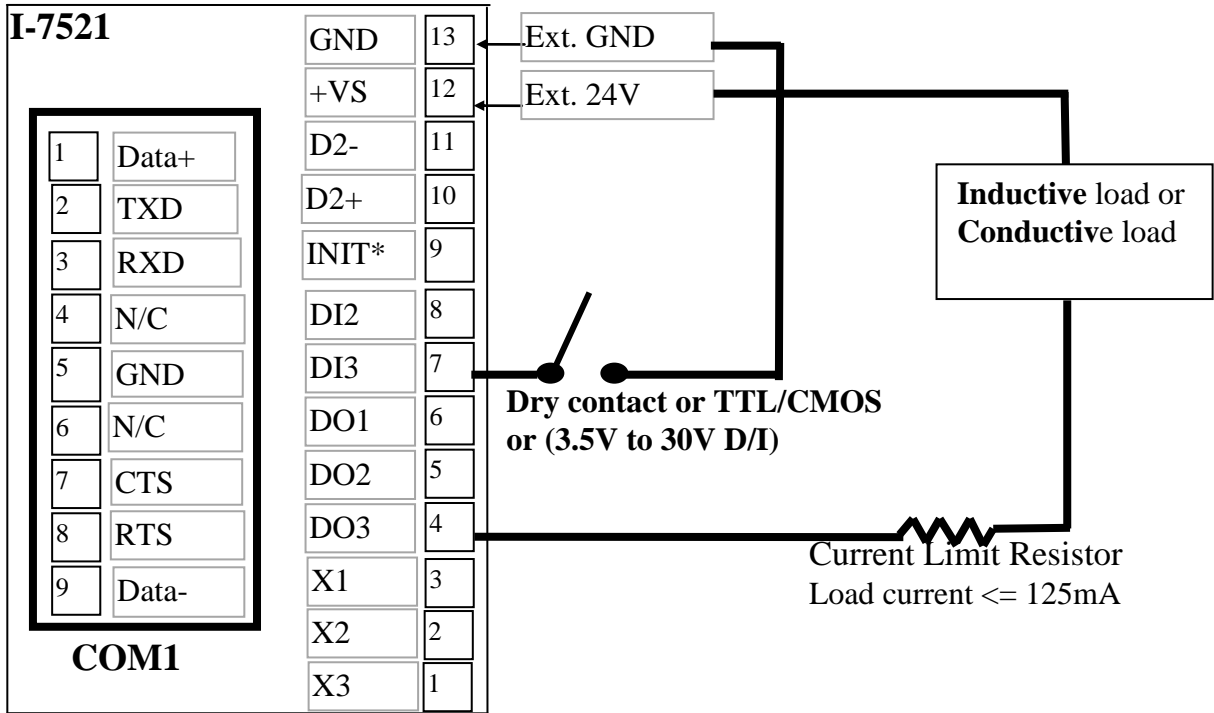 I-7521
GND 13 Ext. GND
+VS 12 Ext. 24V
D2- 11
D2+ 10
INIT* 9
DI2 8
DI3 7
DO1 6
DO2 5
DO3 4
X1 3
X2 2
X3 1
1 Data+
2 TXD
3 RXD
4 N/C
5 GND
6 N/C
7 CTS
8 RTS
9 Data-
COM1
Inductive load or
Conductive load
Dry contact or TTL/CMOS
or (3.5V to 30V D/I)
Current Limit Resistor
Load current <= 125mA